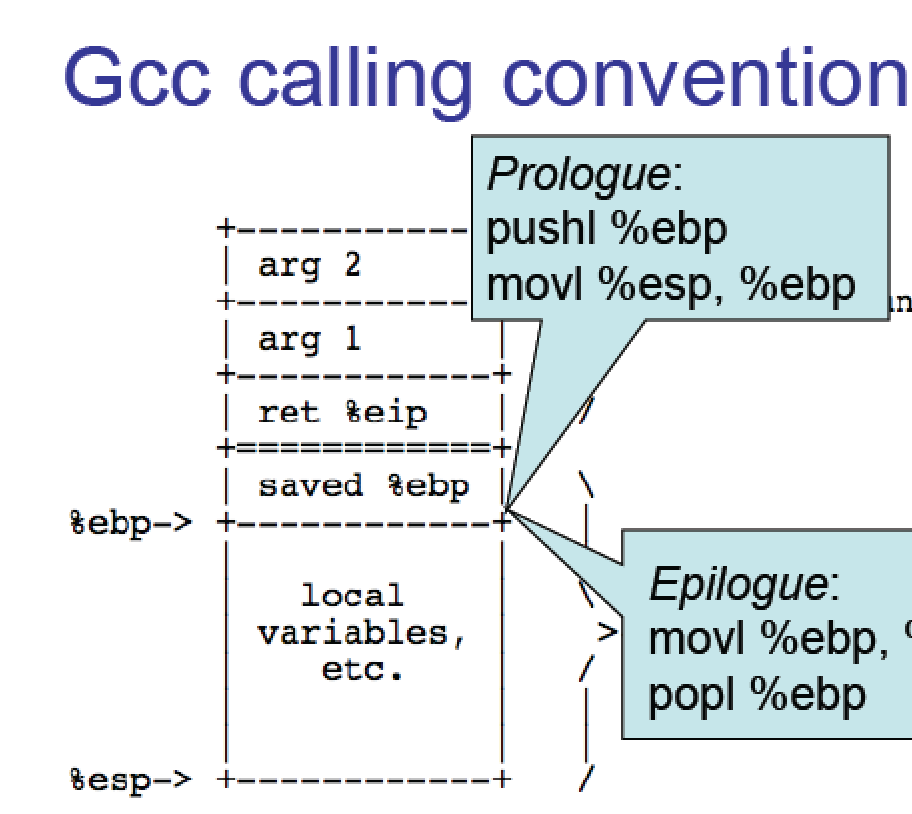 Gcc calling convention
Prologue:
pushl %ebp
movl %esp, %ebp
arg 2
arg 1
ret %eip
saved %ebp
%ebp->
local
variables,
etc.
%esp->
Epilogue:
movl %ebp,
popl %ebp